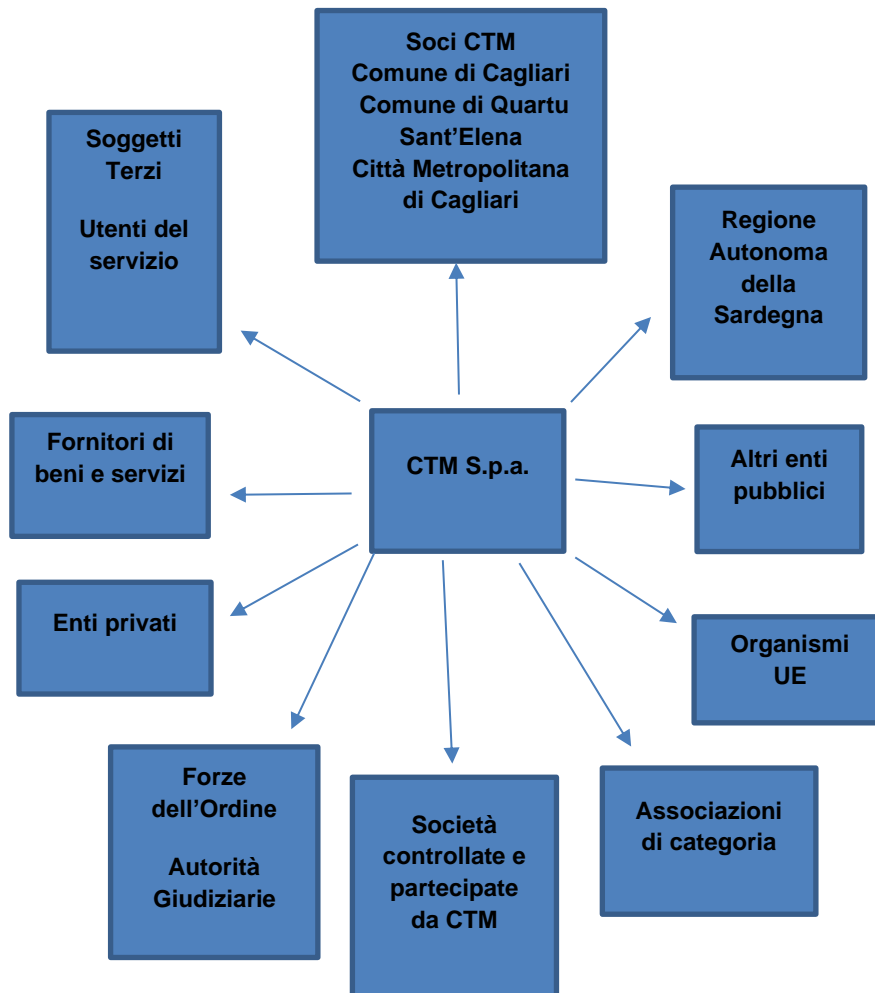 Soci CTM
Comune di Cagliari
Comune di Quartu
Sant’Elena
Città Metropolitana
di Cagliari
Soggetti
Terzi
Utenti del
servizio
Regione
Autonoma
della
Sardegna
Fornitori di
beni e servizi
CTM S.p.a.
Altri enti
pubblici
Enti privati
Organismi
UE
Forze
dell’Ordine
Autorità
Giudiziarie
Società
controllate e
partecipate
da CTM
Associazioni
di categoria